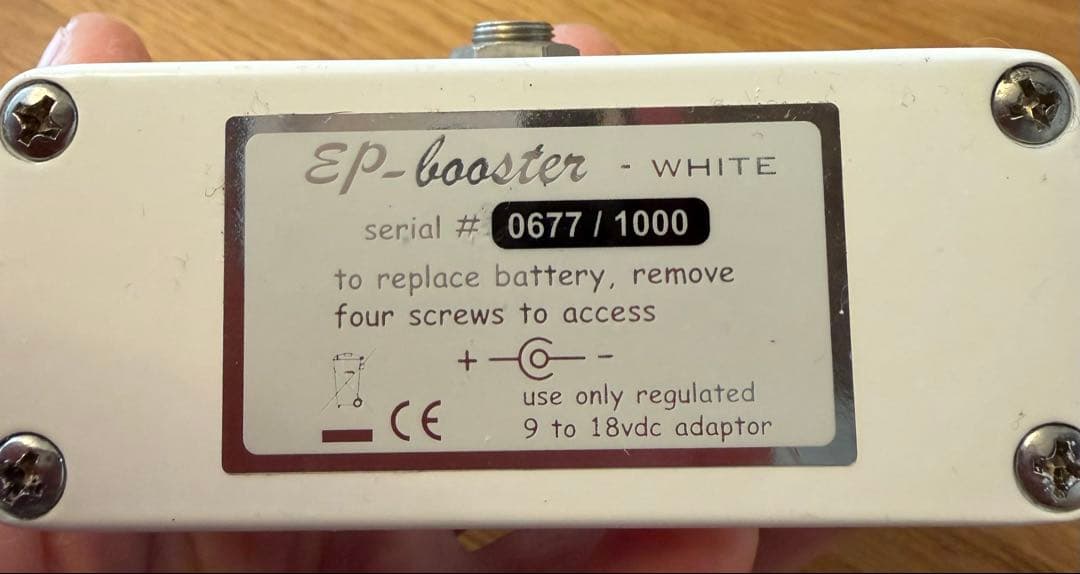 EP-booster - WHITE
serial # 0677 / 1000
to replace battery, remove
four screws to access
+ -
CE
use only regulated
9 to 18vdc adaptor